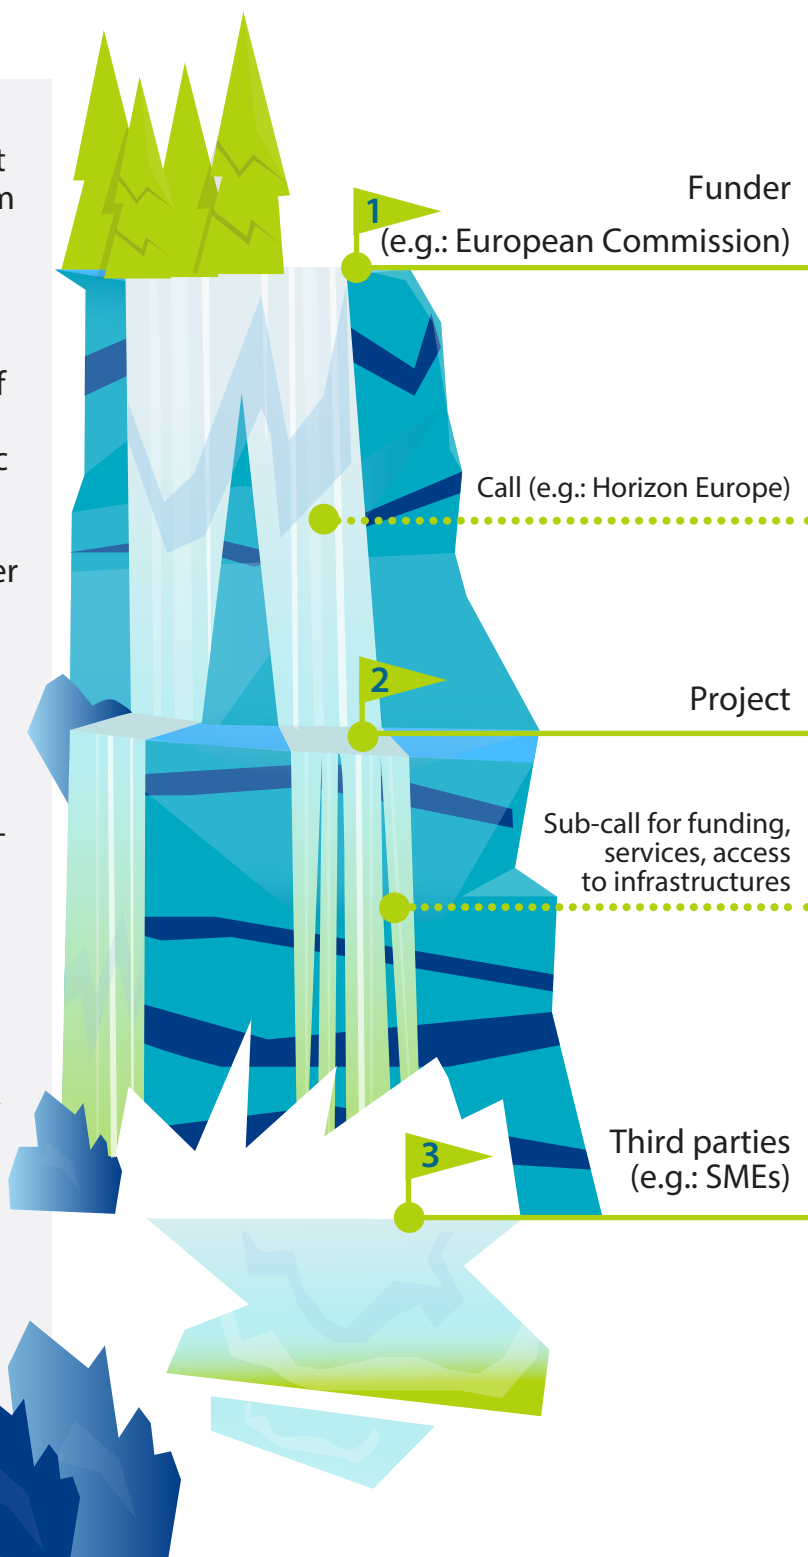 1
Funder
(e.g.: European Commission)
Call (e.g.: Horizon Europe)
2
Project
Sub-call for funding,
services, access
to infrastructures
3
Third parties
(e.g.: SMEs)